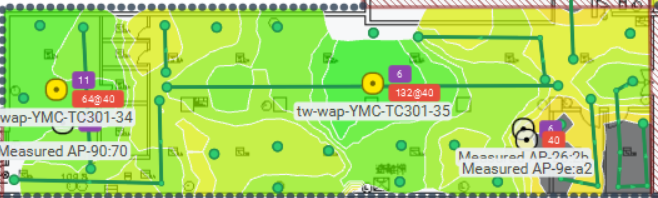 11
64@40
wap-YMC-TC301-34
Measured AP-90:70
6
132@40
tw-wap-YMC-TC301-35
6
40
Measured AP-26:2b
Measured AP-9e:a2